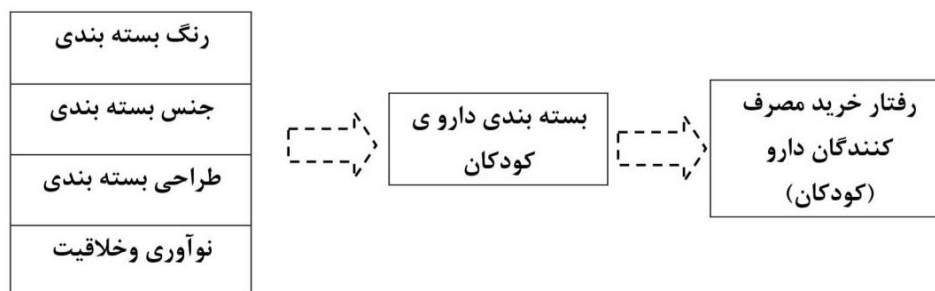 رنگ بسته بندی
جنس بسته بندی
طراحی بسته بندی
نوآوری وخلاقیت
بسته بندی دارو ی
کودکان
رفتار خرید مصرف
کنندگان دارو
(کودکان)